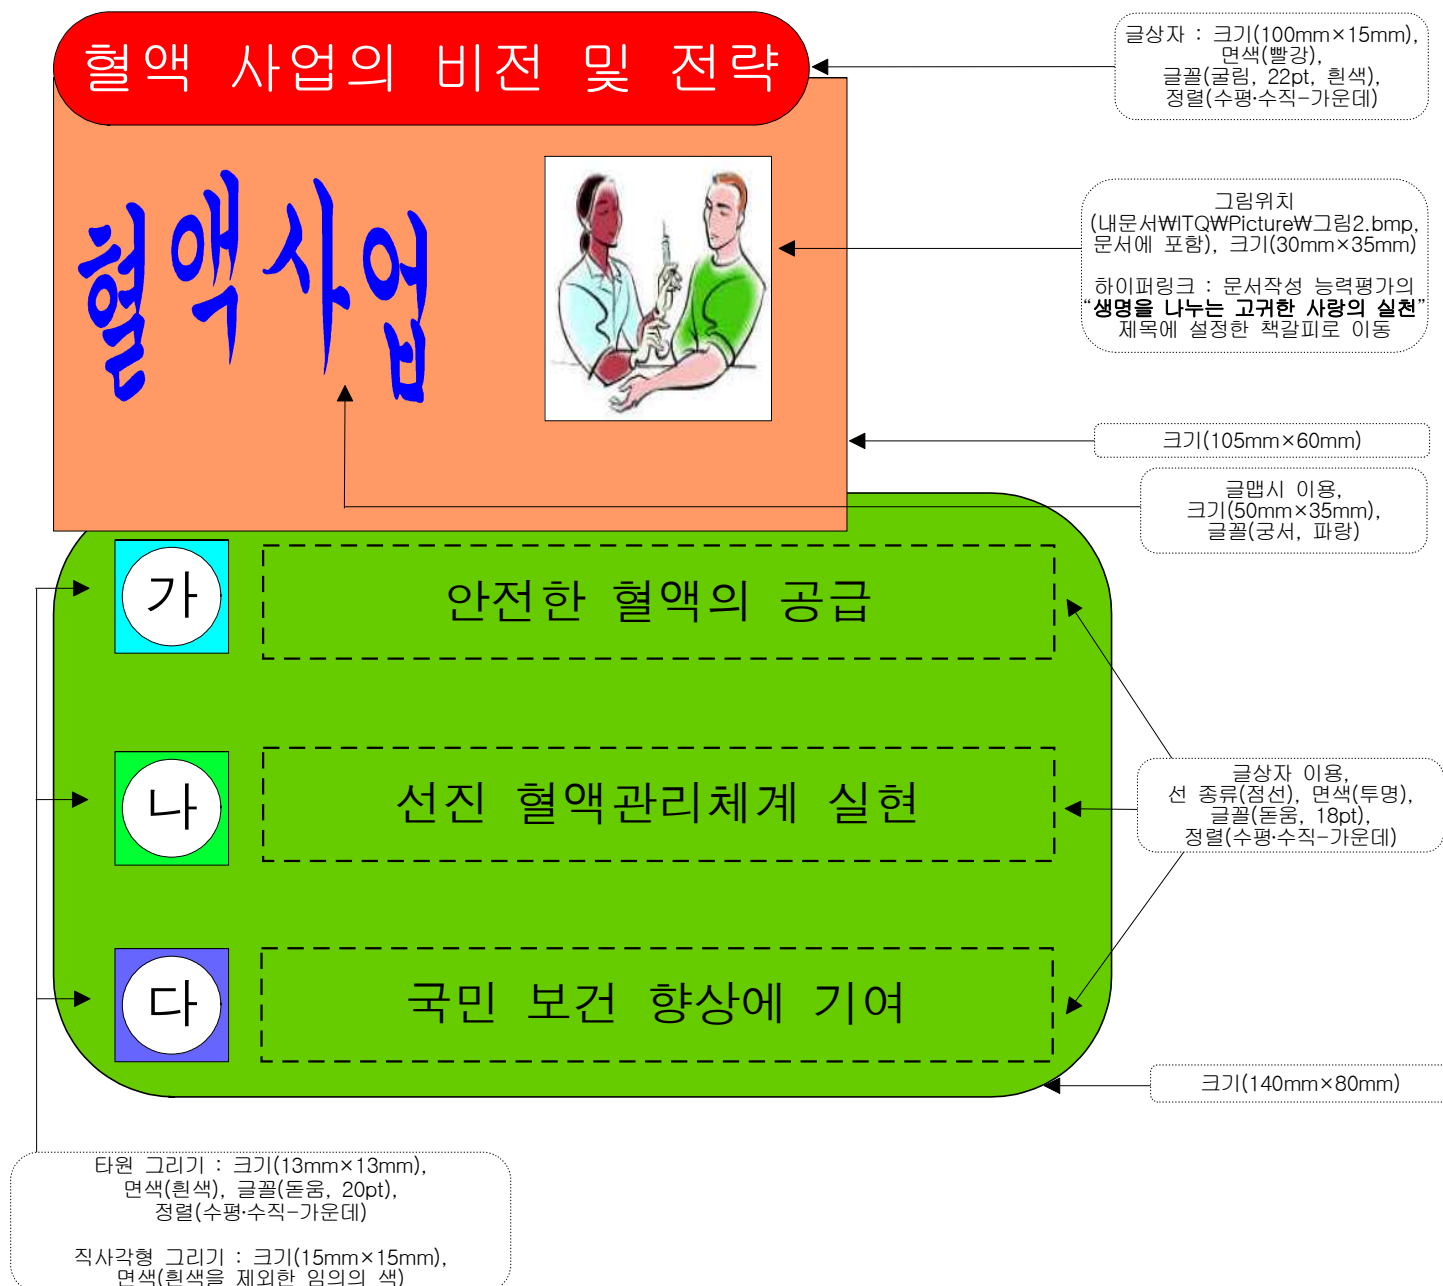 혈액 사업의 비전 및 전략
글상자 : 크기(100mm×15mm),
면색(빨강),
글꼴(굴림, 22pt, 흰색),
정렬(수평·수직-가운데)
혈액사업
그림위치
(내문서₩ITQ₩Picture₩그림2.bmp,
문서에 포함), 크기(30mm×35mm)
하이퍼링크 : 문서작성 능력평가의
“생명을 나누는 고귀한 사랑의 실천”
제목에 설정한 책갈피로 이동
크기(105mm×60mm)
글맵시 이용,
크기(50mm×35mm),
글꼴(궁서, 파랑)
가
안전한 혈액의 공급
나
선진 혈액관리체계 실현
글상자 이용,
선 종류(점선), 면색(투명),
글꼴(돋움, 18pt),
정렬(수평·수직-가운데)
다
국민 보건 향상에 기여
크기(140mm×80mm)
타원 그리기 : 크기(13mm×13mm),
면색(흰색), 글꼴(돋움, 20pt),
정렬(수평·수직-가운데)
직사각형 그리기 : 크기(15mm×15mm),
면색(흰색을 제외한 임의의 색)